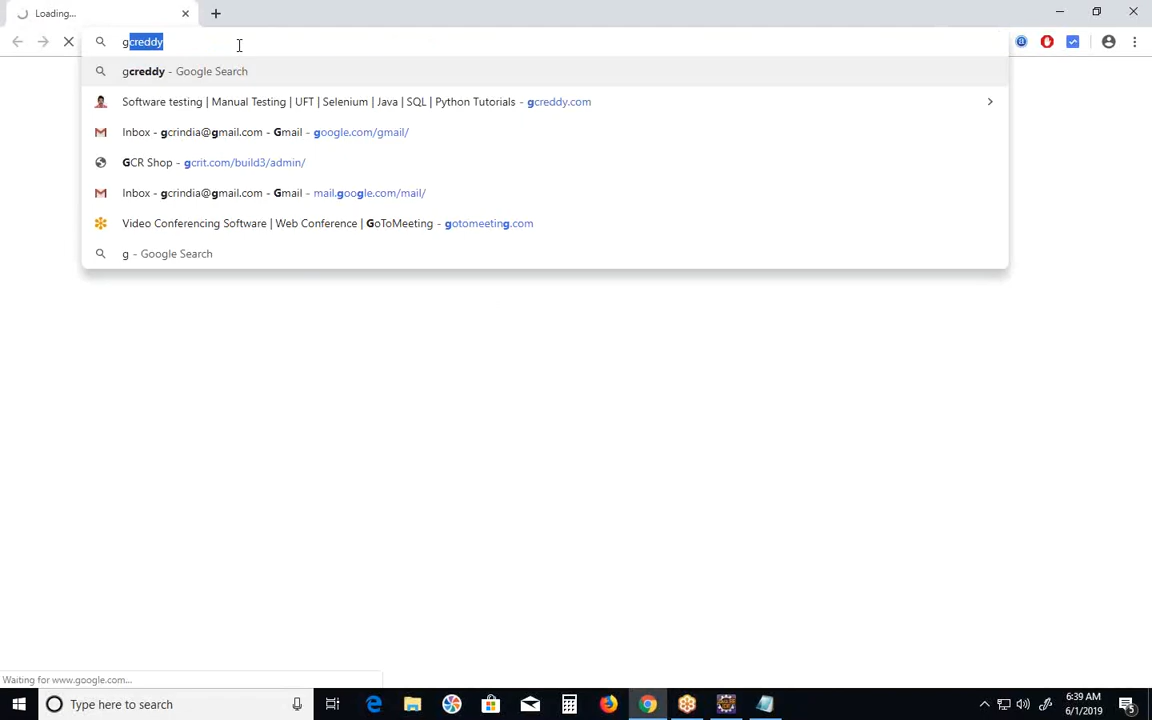 Loading...
gcreddy
gcreddy - Google Search
Software testing | Manual Testing | UFT | Selenium | Java | SQL | Python Tutorials - gcreddy.com
Inbox - gcrindia@gmail.com - Gmail - google.com/gmail/
GCR Shop - gcrit.com/build3/admin/
Inbox - gcrindia@gmail.com - Gmail - mail.google.com/mail/
Video Conferencing Software | Web Conference | GoToMeeting - gotomeeting.com
g - Google Search
Waiting for www.google.com...
Type here to search
6:39 AM
6/1/2019
5